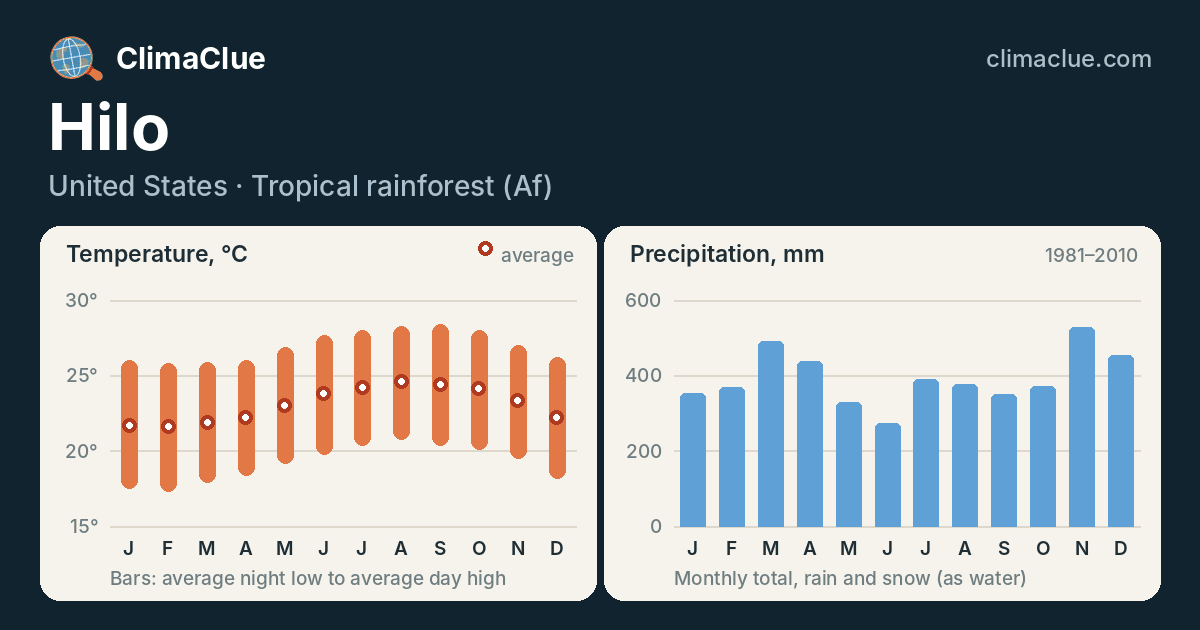 ClimaClue
climaclue.com
Hilo
United States · Tropical rainforest (Af)
Temperature, °C
average
30°
25°
20°
15°
J F M A M J J A S O N D
Bars: average night low to average day high
Precipitation, mm
1981–2010
600
400
200
0
J F M A M J J A S O N D
Monthly total, rain and snow (as water)